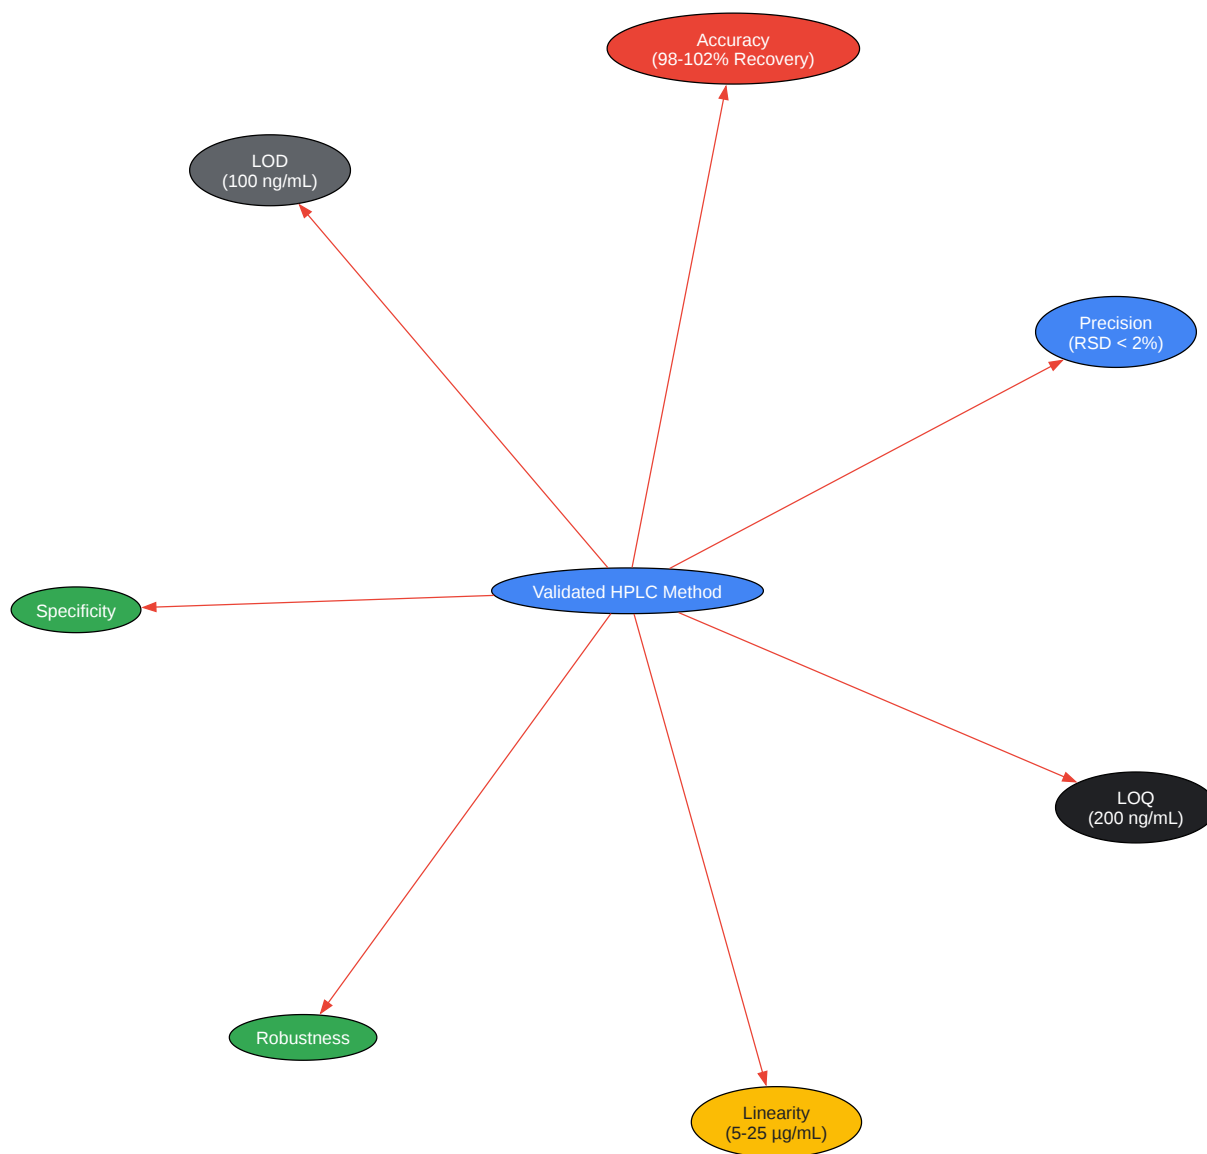 Accuracy
(98-102% Recovery)
LOD
(100 ng/mL)
Precision
(RSD < 2%)
Validated HPLC Method
Specificity
LOQ
(200 ng/mL)
Robustness
Linearity
(5-25 µg/mL)